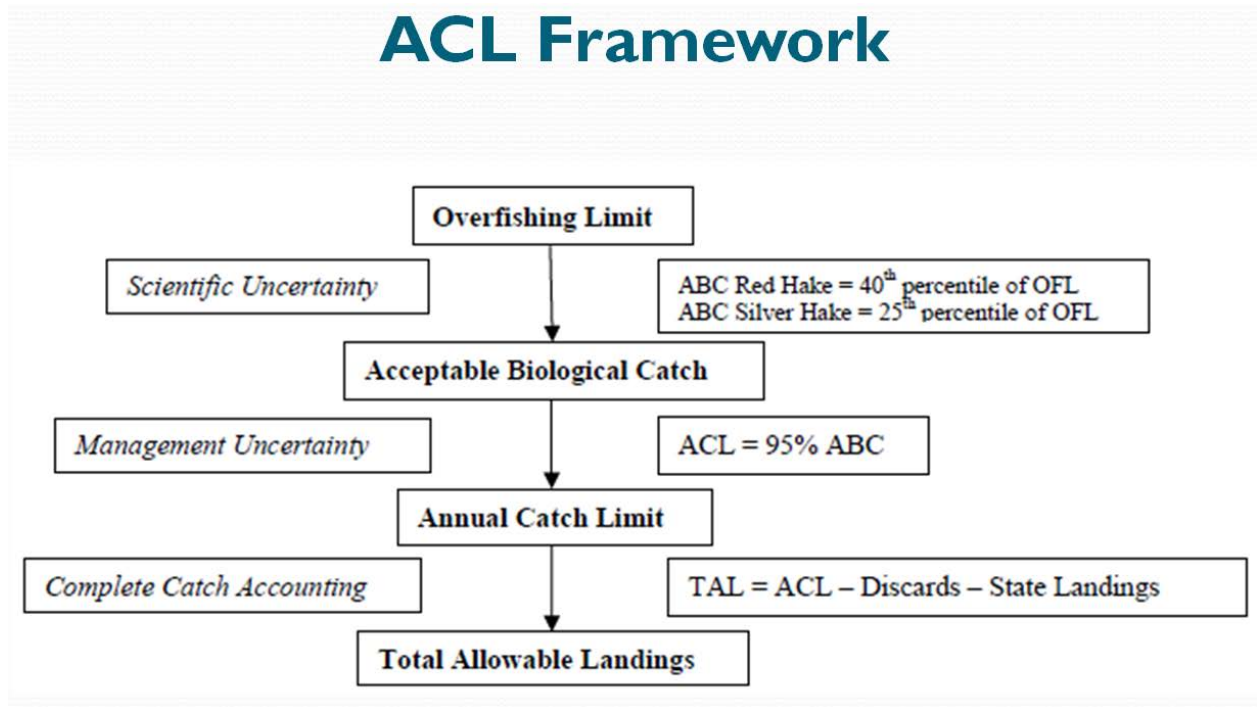 ACL Framework
Overfishing Limit
Scientific Uncertainty
ABC Red Hake = 40th percentile of OFL
ABC Silver Hake = 25th percentile of OFL
Acceptable Biological Catch
Management Uncertainty
ACL = 95% ABC
Annual Catch Limit
Complete Catch Accounting
TAL = ACL – Discards – State Landings
Total Allowable Landings